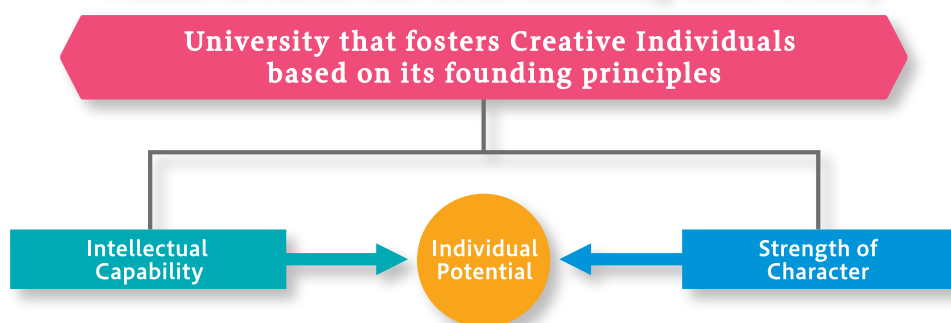 University that fosters Creative Individuals
based on its founding principles
Intellectual
Capability
Individual
Potential
Strength of
Character